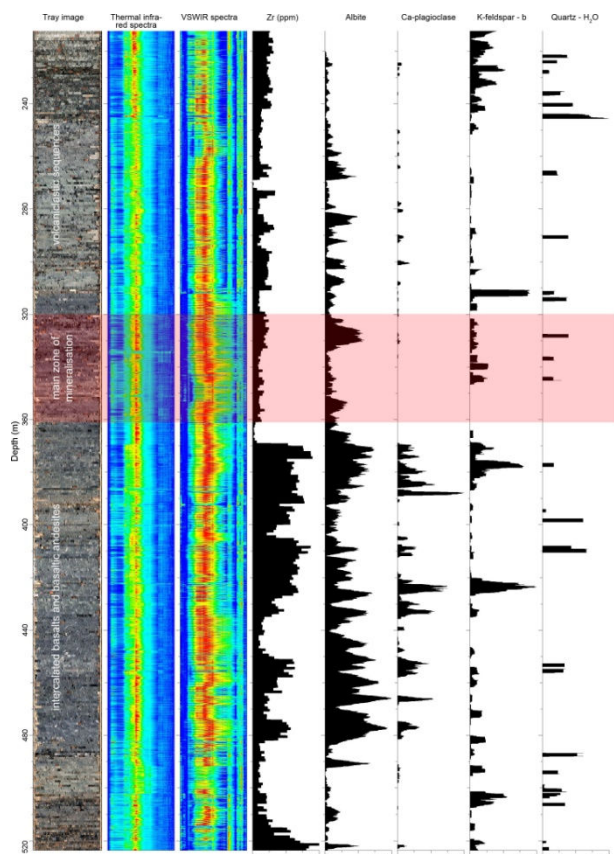 Tray image
Thermal infra-
red spectra
VSWIR spectra
Zr (ppm)
Albite
Ca-plagioclase
K-feldspar - b
Quartz - H2O
Depth (m)
240
280
320
360
400
440
480
520
volcaniclastic sequences
main zone of
mineralisation
intercalated basalts and basaltic andesites